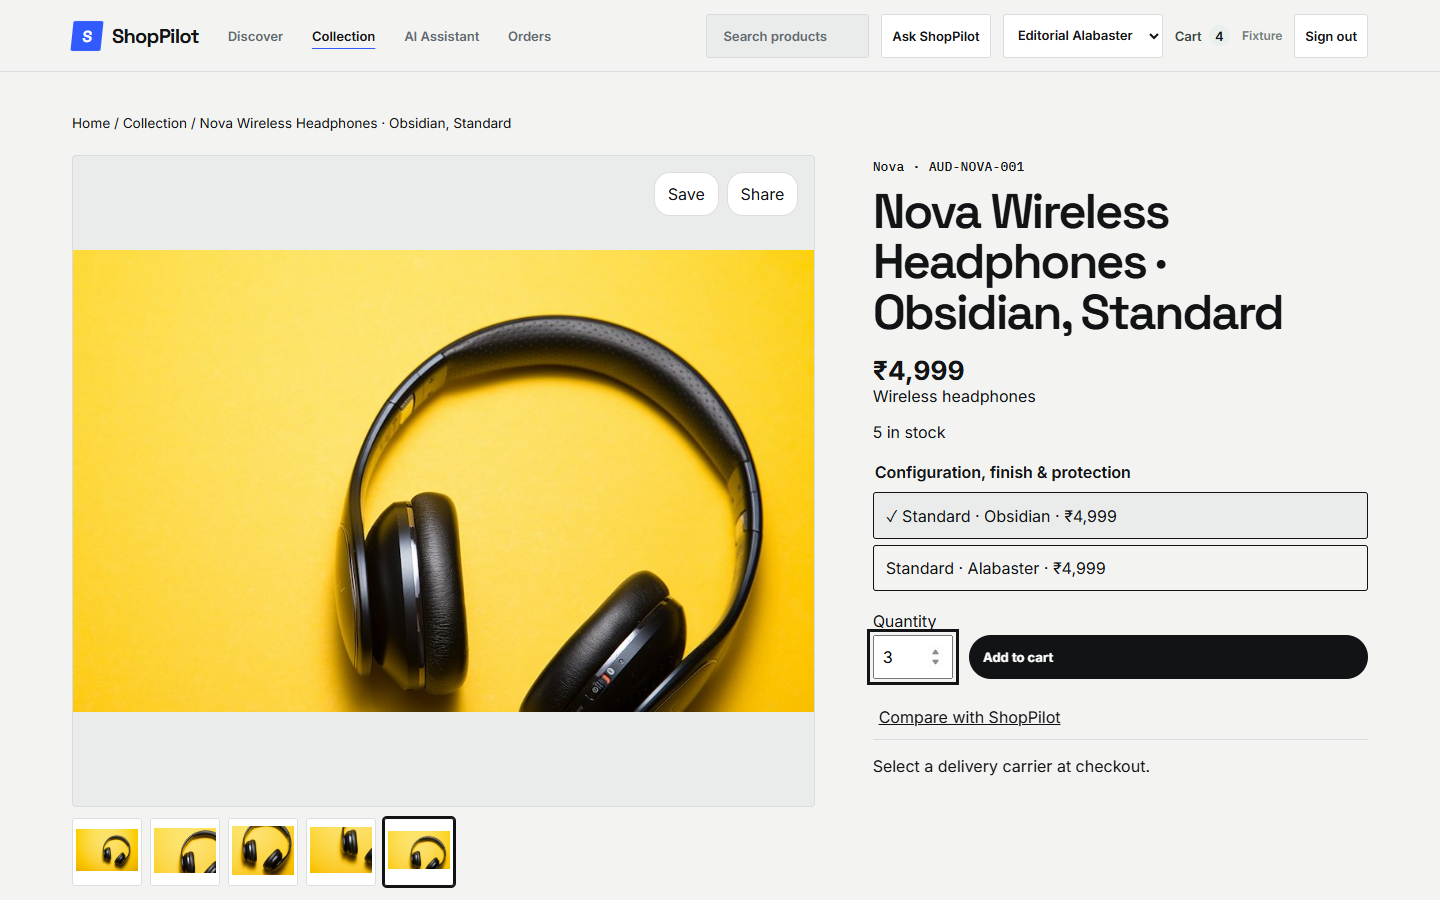 S ShopPilot Discover Collection AI Assistant Orders Search products Ask ShopPilot Editorial Alabaster Cart 4 Fixture Sign out
Home / Collection / Nova Wireless Headphones · Obsidian, Standard
Save Share
Nova · AUD-NOVA-001
Nova Wireless
Headphones ·
Obsidian, Standard
₹4,999
Wireless headphones
5 in stock
Configuration, finish & protection
✓ Standard · Obsidian · ₹4,999
Standard · Alabaster · ₹4,999
Quantity
3 Add to cart
Compare with ShopPilot
Select a delivery carrier at checkout.